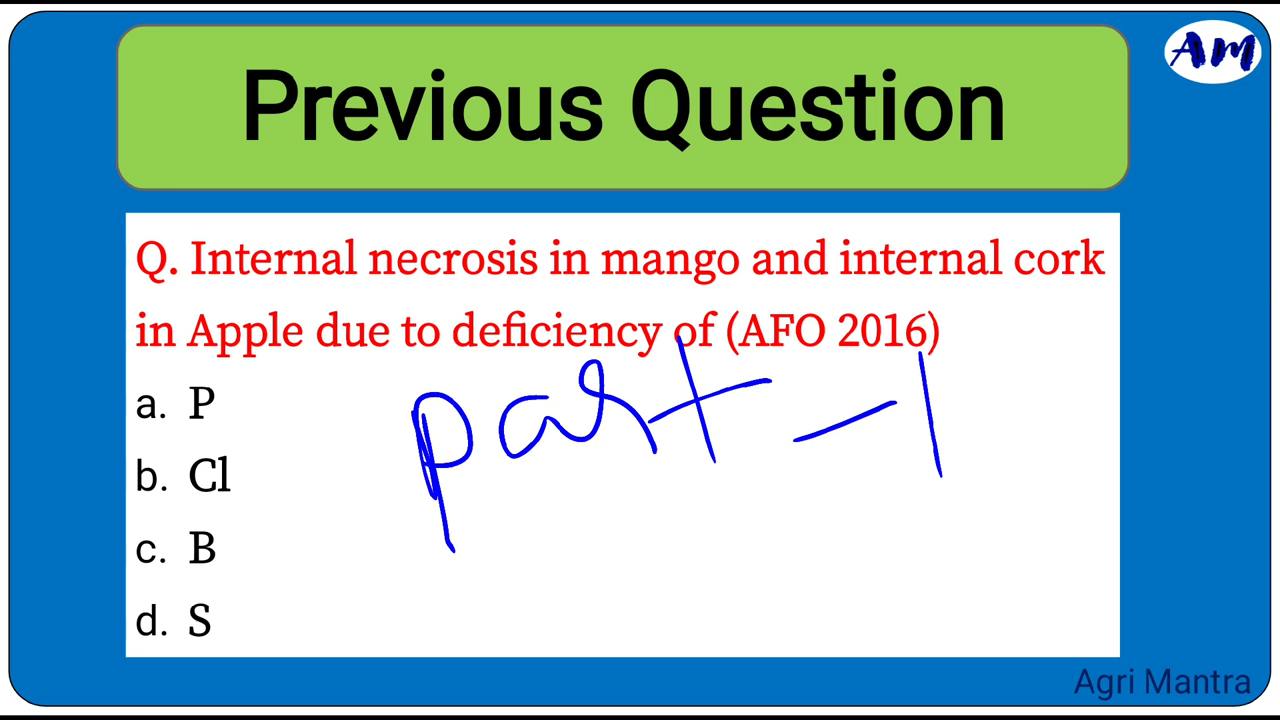 AM
Previous Question
Q. Internal necrosis in mango and internal cork
in Apple due to deficiency of (AFO 2016)
a. P
b. Cl
c. B
d. S
part - 1
Agri Mantra